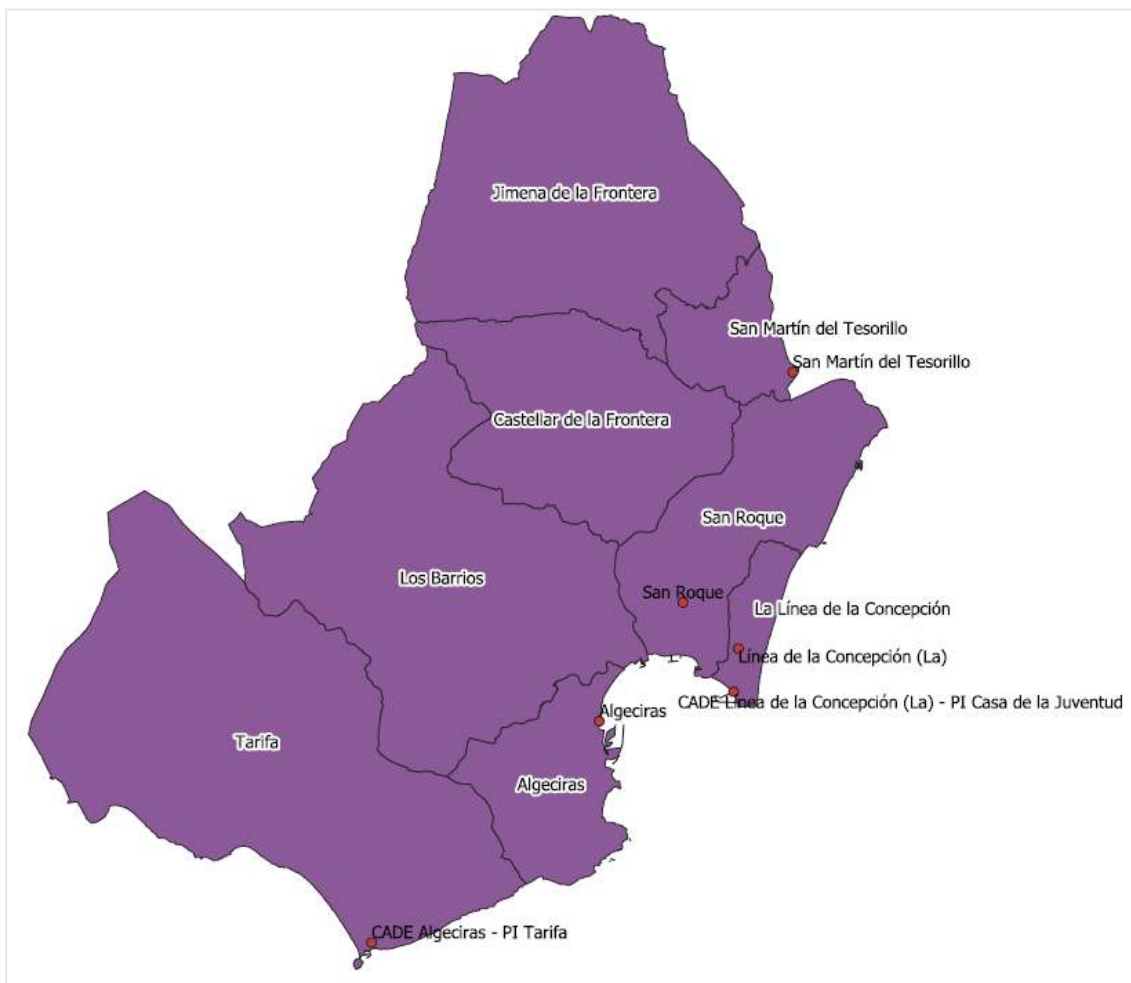 Jimena de la Frontera
San Martín del Tesorillo
San Martín del Tesorillo
Castellar de la Frontera
San Roque
Los Barrios
San Roque
La Línea de la Concepción
Línea de la Concepción (La)
CADE Línea de la Concepción (La) - PI Casa de la Juventud
Algeciras
Tarifa
Algeciras
CADE Algeciras - PI Tarifa